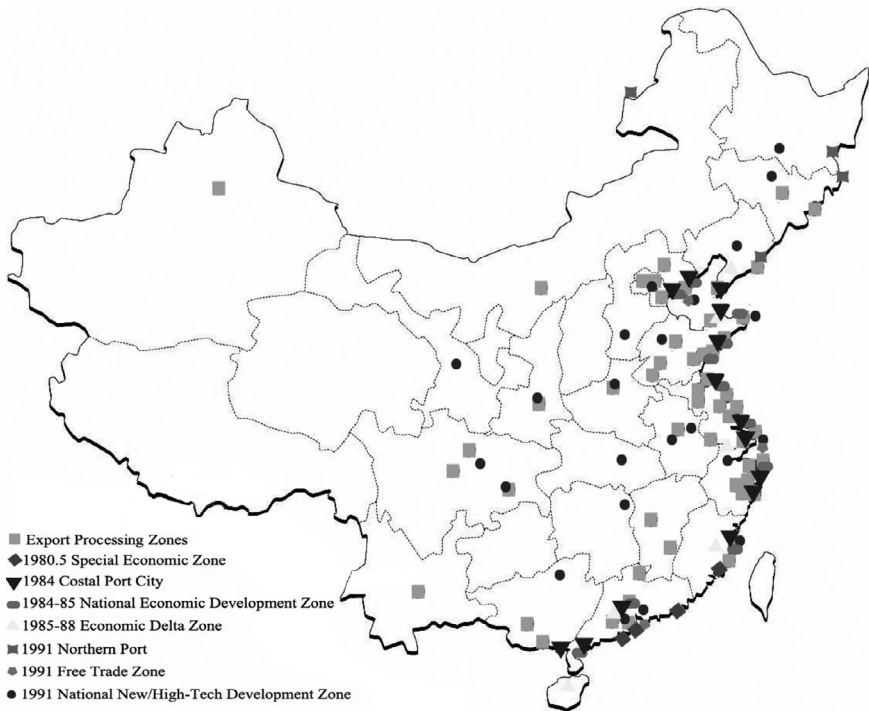 Export Processing Zones
1980.5 Special Economic Zone
1984 Costal Port City
1984-85 National Economic Development Zone
1985-88 Economic Delta Zone
1991 Northern Port
1991 Free Trade Zone
1991 National New/High-Tech Development Zone